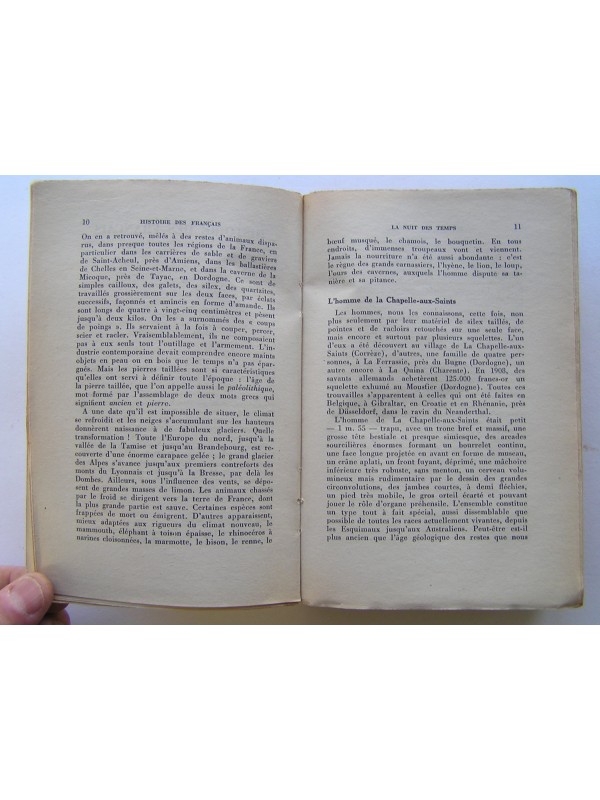 10 HISTOIRE DES FRANÇAIS
On en a retrouvé, mêlés à des restes d'animaux dispa-
rus, dans presque toutes les régions de la France, en
particulier dans les carrières de sable et de graviers
de Saint-Acheul, près d'Amiens, dans les ballastières
de Chelles en Seine-et-Marne, et dans la caverne de la
Micoque, près de Tayac, en Dordogne. Ce sont de
simples cailloux, des galets, des silex, des quartzites,
travaillés grossièrement sur les deux faces, par éclats
successifs, façonnés et amincis en forme d'amande. Ils
sont longs de quatre à vingt-cinq centimètres et pèsent
jusqu'à deux kilos. On les a surnommés des « coups
de poings ». Ils servaient à la fois à couper, percer,
scier et racler. Vraisemblablement, ils ne composaient
pas à eux seuls tout l'outillage et l'armement. L'in-
dustrie contemporaine devait comprendre encore maints
objets en peau ou en bois que le temps n'a pas épar-
gnés. Mais les pierres taillées sont si caractéristiques
qu'elles ont servi à définir toute l'époque : l'âge de
la pierre taillée, que l'on appelle aussi le paléolithique,
mot formé par l'assemblage de deux mots grecs qui
signifient ancien et pierre.
A une date qu'il est impossible de situer, le climat
se refroidit et les neiges s'accumulant sur les hauteurs
donnèrent naissance à de fabuleux glaciers. Quelle
transformation ! Toute l'Europe du nord, jusqu'à la
vallée de la Tamise et jusqu'au Brandebourg, est re-
couverte d'une énorme carapace gelée ; le grand glacier
des Alpes s'avance jusqu'aux premiers contreforts des
monts du Lyonnais et jusqu'à la Bresse, par delà les
Dombes. Ailleurs, sous l'influence des vents, se dépo-
sent de grandes masses de limon. Les animaux chassés
par le froid se dirigent vers la terre de France, dont
la plus grande partie est sauve. Certaines espèces sont
frappées de mort ou émigrent. D'autres apparaissent,
mieux adaptées aux rigueurs du climat nouveau, le
mammouth, éléphant à toison épaisse, le rhinocéros à
narines cloisonnées, la marmotte, le bison, le renne, le
LA NUIT DES TEMPS 11
bœuf musqué, le chamois, le bouquetin. En tous
endroits, d'immenses troupeaux vont et viennent.
Jamais la nourriture n'a été aussi abondante : c'est
le règne des grands carnassiers, l'hyène, le lion, le loup,
l'ours des cavernes, auxquels l'homme dispute sa ta-
nière et sa pitance.
L'homme de la Chapelle-aux-Saints
Les hommes, nous les connaissons, cette fois, non
plus seulement par leur matériel de silex taillés, de
pointes et de racloirs retouchés sur une seule face,
mais encore et surtout par plusieurs squelettes. L'un
d'eux a été découvert au village de La Chapelle-aux-
Saints (Corrèze), d'autres, une famille de quatre per-
sonnes, à La Ferrassie, près du Bugue (Dordogne), un
autre encore à La Quina (Charente). En 1908, des
savants allemands achetèrent 125.000 francs-or un
squelette exhumé au Moustier (Dordogne). Toutes ces
trouvailles s'apparentent à celles qui ont été faites en
Belgique, à Gibraltar, en Croatie et en Rhénanie, près
de Düsseldorf, dans le ravin du Neanderthal.
L'homme de La Chapelle-aux-Saints était petit
— 1 m. 55 — trapu, avec un tronc bref et massif, une
grosse tête bestiale et presque simiesque, des arcades
sourcilières énormes formant un bourrelet continu,
une face longue projetée en avant en forme de museau,
un crâne aplati, un front fuyant, déprimé, une mâchoire
inférieure très robuste, sans menton, un cerveau volu-
mineux mais rudimentaire par le dessin des grandes
circonvolutions, des jambes courtes, à demi fléchies,
un pied très mobile, le gros orteil écarté et pouvant
jouer le rôle d'organe préhensile. L'ensemble constitue
un type tout à fait spécial, aussi dissemblable que
possible de toutes les races actuellement vivantes, depuis
les Esquimaux jusqu'aux Australiens. Peut-être est-il
plus ancien que l'âge géologique des restes que nous